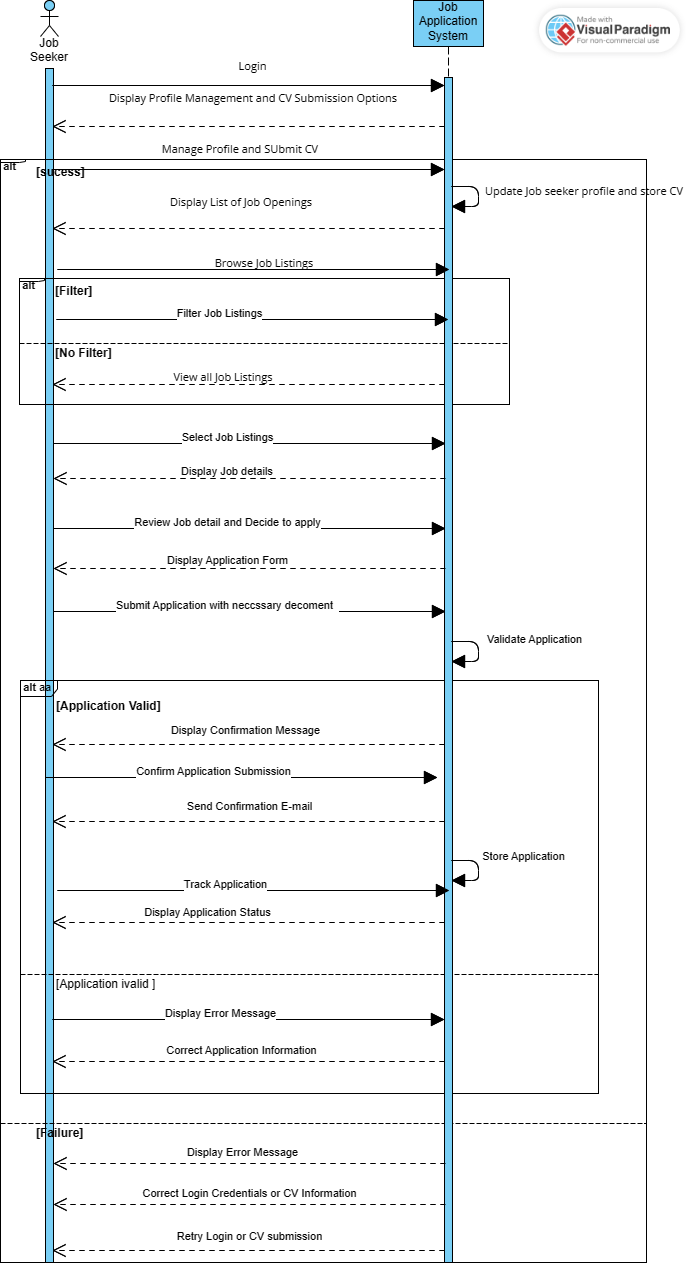 Job
Seeker
Job
Application
System
Made with
Visual Paradigm
For non-commercial use
Login
Display Profile Management and CV Submission Options
Manage Profile and SUbmit CV
alt
[sucess]
Update Job seeker profile and store CV
Display List of Job Openings
Browse Job Listings
alt
[Filter]
Filter Job Listings
[No Filter]
View all Job Listings
Select Job Listings
Display Job details
Review Job detail and Decide to apply
Display Application Form
Submit Application with neccssary decoment
Validate Application
alt aa
[Application Valid]
Display Confirmation Message
Confirm Application Submission
Send Confirmation E-mail
Store Application
Track Application
Display Application Status
[Application ivalid ]
Display Error Message
Correct Application Information
[Failure]
Display Error Message
Correct Login Credentials or CV Information
Retry Login or CV submission